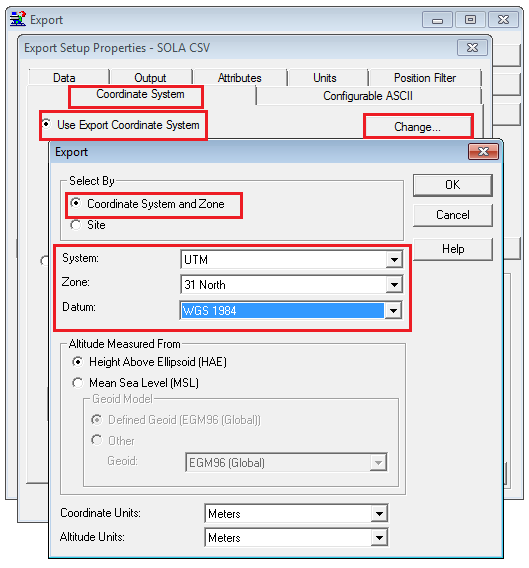 Export
Export Setup Properties - SOLA CSV
Data Output Attributes Units Position Filter
Coordinate System Configurable ASCII
Use Export Coordinate System Change...
Export
Select By
Coordinate System and Zone
Site
OK
Cancel
Help
System: UTM
Zone: 31 North
Datum: WGS 1984
Altitude Measured From
Height Above Ellipsoid (HAE)
Mean Sea Level (MSL)
Geoid Model
Defined Geoid (EGM96 (Global))
Other
Geoid: EGM96 (Global)
Coordinate Units: Meters
Altitude Units: Meters